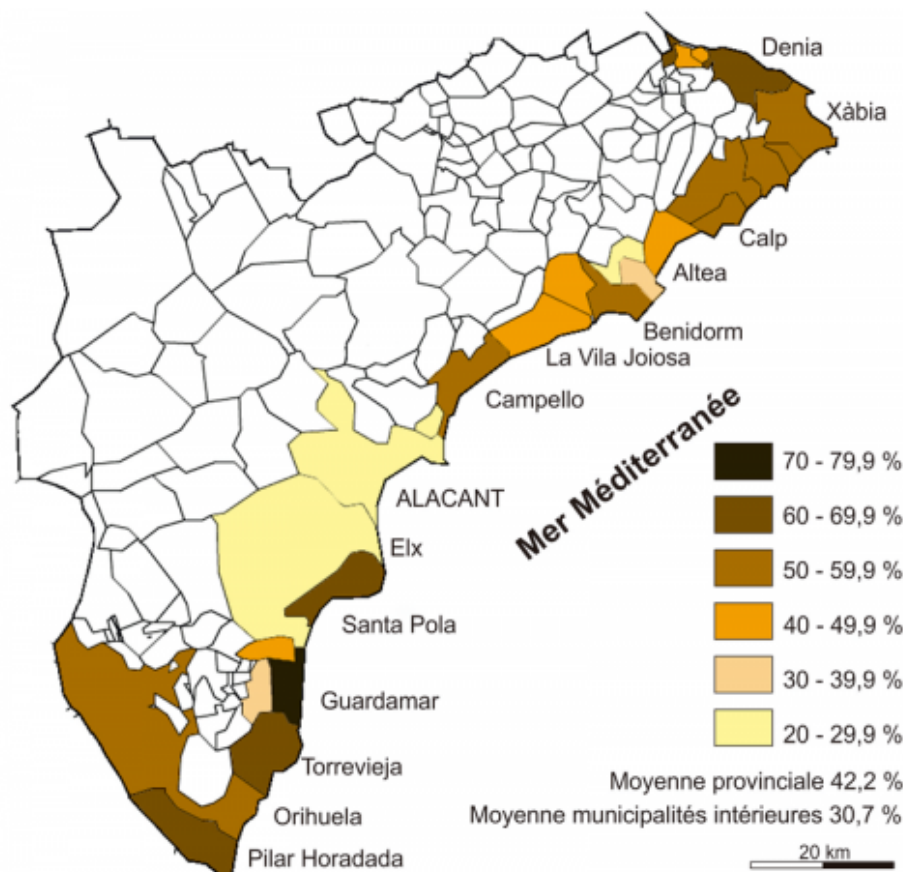 Denia
Xàbia
Calp
Altea
Benidorm
La Vila Joiosa
Campello
Mer Méditerranée
ALACANT
Elx
Santa Pola
Guardamar
Torrevieja
Orihuela
Pilar Horadada
70 - 79,9 %
60 - 69,9 %
50 - 59,9 %
40 - 49,9 %
30 - 39,9 %
20 - 29,9 %
Moyenne provinciale 42,2 %
Moyenne municipalités intérieures 30,7 %
20 km